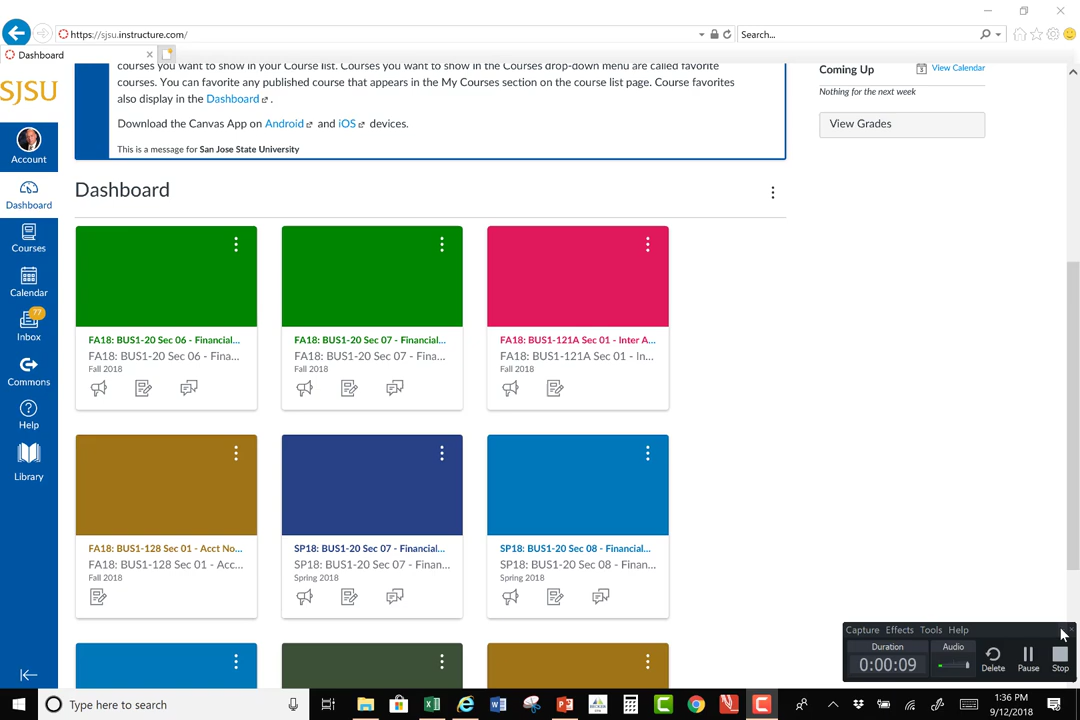 https://sjsu.instructure.com/
Search...
Dashboard
courses you want to show in your Course list. Courses you want to show in the Courses drop-down menu are called favorite
courses. You can favorite any published course that appears in the My Courses section on the course list page. Course favorites
also display in the Dashboard .
Download the Canvas App on Android and iOS devices.
This is a message for San Jose State University
Coming Up
View Calendar
Nothing for the next week
View Grades
SJSU
Account
Dashboard
Courses
Calendar
77
Inbox
Commons
Help
Library
Dashboard
FA18: BUS1-20 Sec 06 - Financial...
FA18: BUS1-20 Sec 06 - Fina...
Fall 2018
FA18: BUS1-20 Sec 07 - Financial...
FA18: BUS1-20 Sec 07 - Fina...
Fall 2018
FA18: BUS1-121A Sec 01 - Inter A...
FA18: BUS1-121A Sec 01 - In...
Fall 2018
FA18: BUS1-128 Sec 01 - Acct No...
FA18: BUS1-128 Sec 01 - Acc...
Fall 2018
SP18: BUS1-20 Sec 07 - Financial...
SP18: BUS1-20 Sec 07 - Finan...
Spring 2018
SP18: BUS1-20 Sec 08 - Financial...
SP18: BUS1-20 Sec 08 - Finan...
Spring 2018
Capture Effects Tools Help
Duration
0:00:09
Audio
Delete
Pause
Stop
Type here to search
1:36 PM
9/12/2018